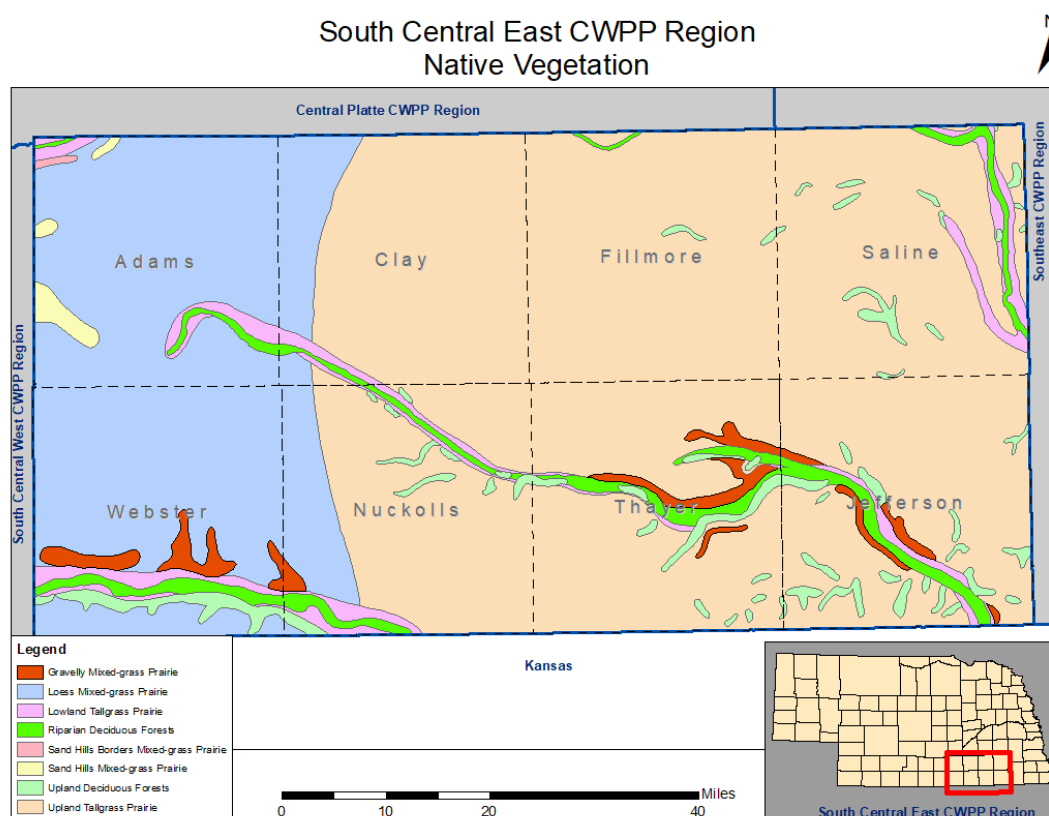 South Central East CWPP Region
Native Vegetation
N
Central Platte CWPP Region
South Central West CWPP Region
Southeast CWPP Region
Adams
Clay
Fillmore
Saline
Webster
Nuckolls
Thayer
Jefferson
Legend
Gravelly Mixed-grass Prairie
Loess Mixed-grass Prairie
Lowland Tallgrass Prairie
Riparian Deciduous Forests
Sand Hills Borders Mixed-grass Prairie
Sand Hills Mixed-grass Prairie
Upland Deciduous Forests
Upland Tallgrass Prairie
Kansas
Miles
0 5 10 20 40
South Central East CWPP Region